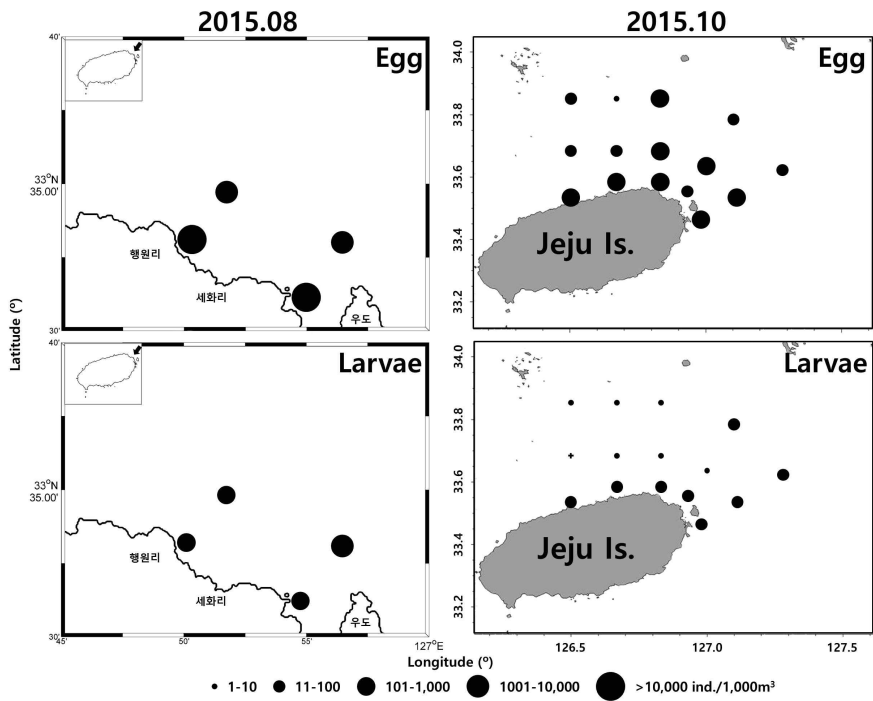 2015.08
2015.10
40'
Egg
33°N
35.00'
행원리
세화리
우도
30'
34.0
33.8
33.6
33.4
33.2
Egg
Jeju Is.
Latitude (°)
40'
Larvae
33°N
35.00'
행원리
세화리
우도
30'
45'
50'
55'
127°E
34.0
33.8
33.6
33.4
33.2
Larvae
Jeju Is.
126.5
127.0
127.5
Longitude (°)
1-10 11-100 101-1,000 1001-10,000 >10,000 ind./1,000m³